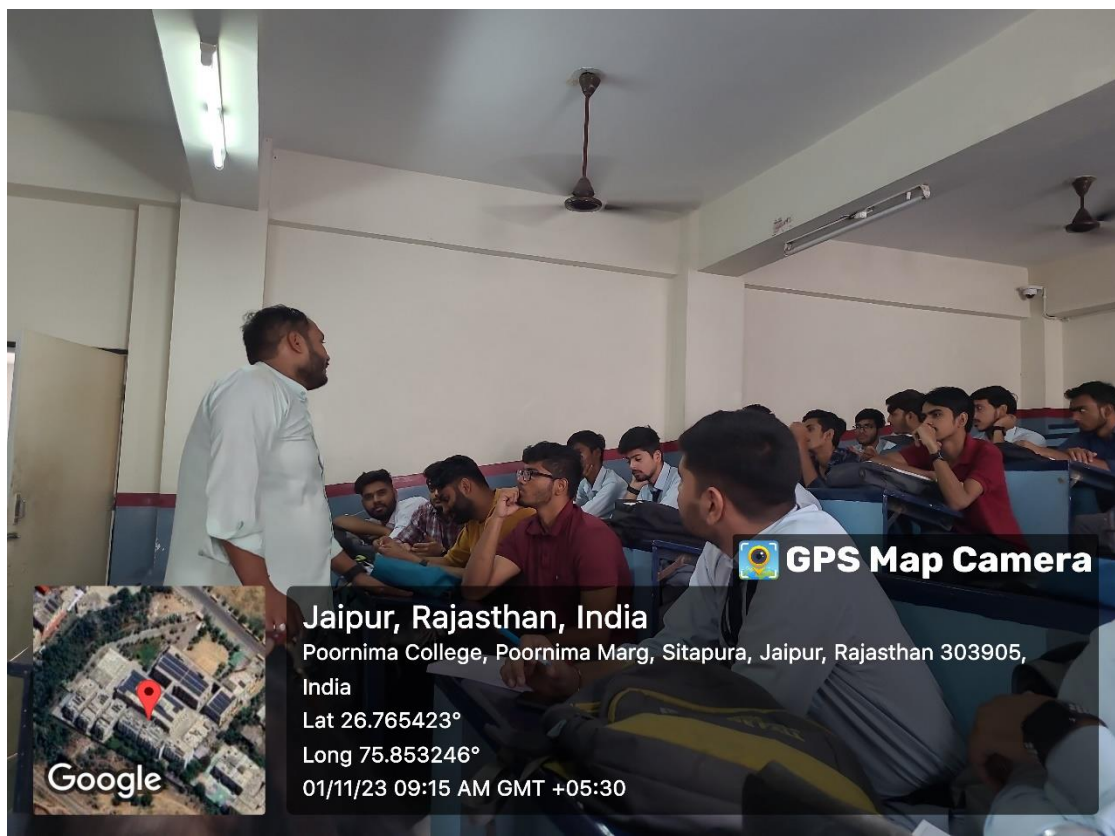 GPS Map Camera
Jaipur, Rajasthan, India
Poornima College, Poornima Marg, Sitapura, Jaipur, Rajasthan 303905,
India
Lat 26.765423°
Long 75.853246°
01/11/23 09:15 AM GMT +05:30
Google